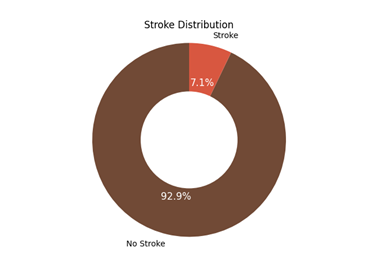 Stroke Distribution
Stroke
7.1%
92.9%
No Stroke